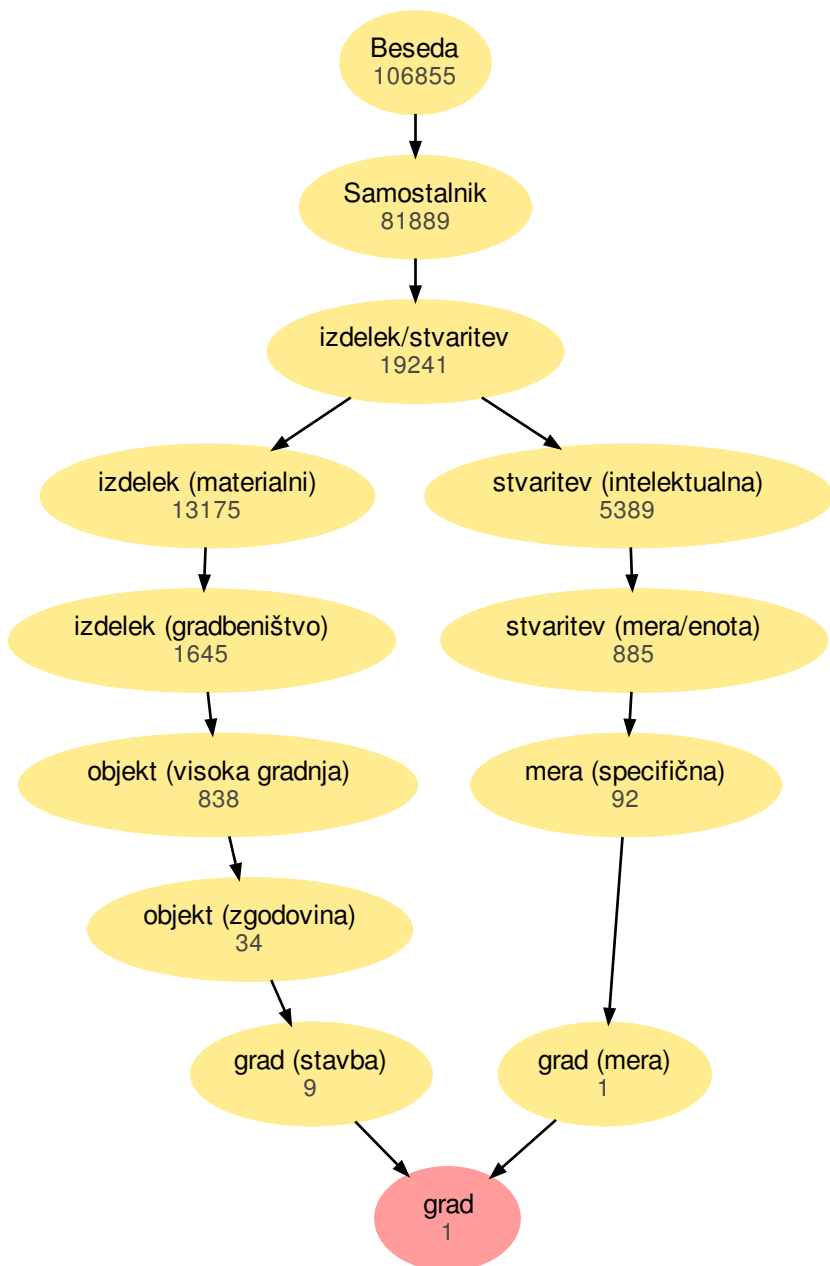 Beseda
106855
Samostalnik
81889
izdelek/stvaritev
19241
izdelek (materialni)
13175
stvaritev (intelektualna)
5389
izdelek (gradbeništvo)
1645
stvaritev (mera/enota)
885
objekt (visoka gradnja)
838
mera (specifična)
92
objekt (zgodovina)
34
grad (stavba)
9
grad (mera)
1
grad
1